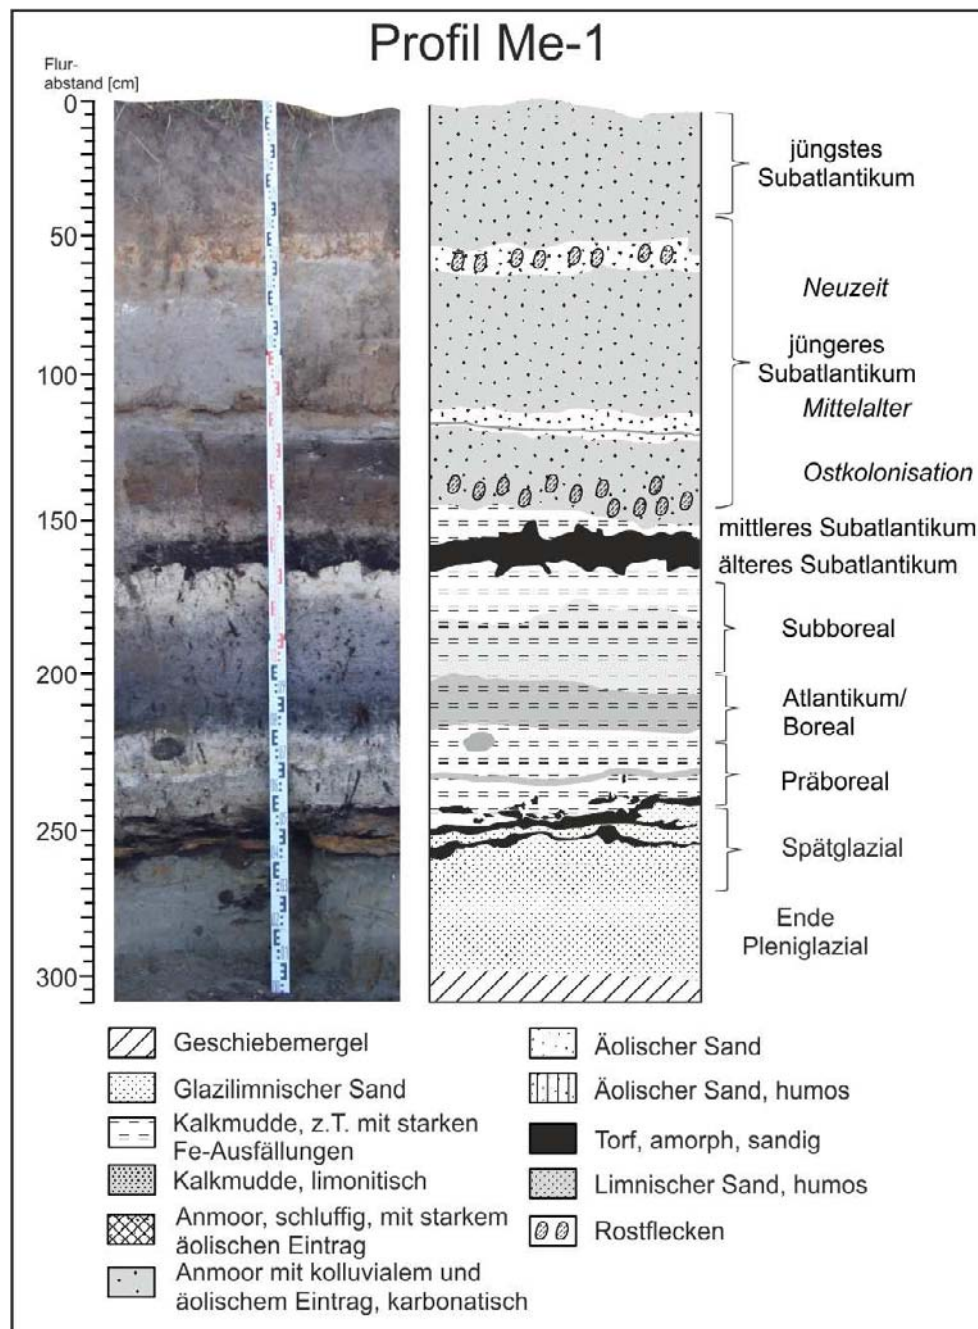 Profil Me-1
Flur-
abstand [cm]
0
50
100
150
200
250
300
jüngstes
Subatlantikum
Neuzeit
jüngeres
Subatlantikum
Mittelalter
Ostkolonisation
mittleres Subatlantikum
älteres Subatlantikum
Subboreal
Atlantikum/
Boreal
Präboreal
Spätglazial
Ende
Pleniglazial
Geschiebemergel
Glazilimnischer Sand
Kalkmudde, z.T. mit starken
Fe-Ausfällungen
Kalkmudde, limonitisch
Anmoor, schluffig, mit starkem
äolischen Eintrag
Anmoor mit kolluvialem und
äolischem Eintrag, karbonatisch
Äolischer Sand
Äolischer Sand, humos
Torf, amorph, sandig
Limnischer Sand, humos
Rostflecken